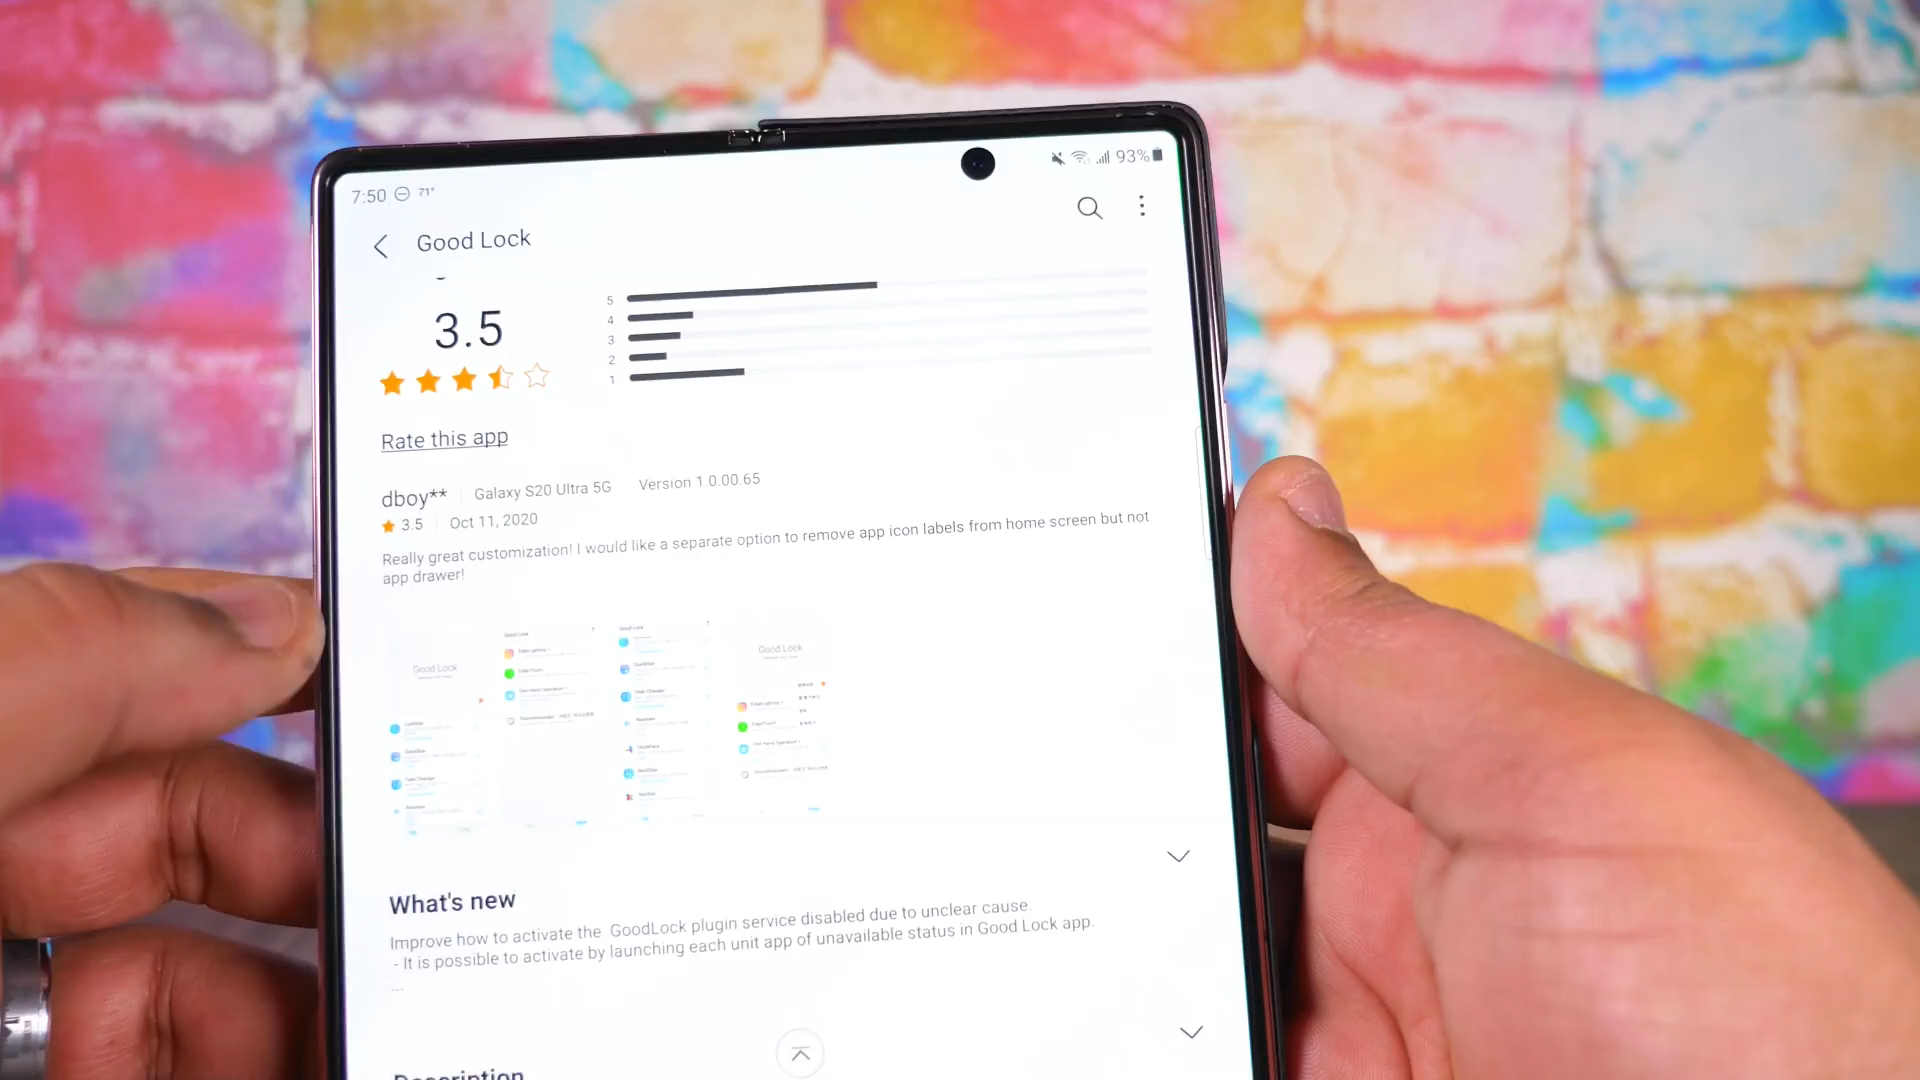 7:50 71°
93%
Good Lock
3.5
5
4
3
2
1
Rate this app
dboy** Galaxy S20 Ultra 5G Version 1.0.00.65
3.5 Oct 11, 2020
Really great customization! I would like a separate option to remove app icon labels from home screen but not
app drawer!
Good Lock
Good Lock
Good Lock
Good Lock
What's new
Improve how to activate the GoodLock plugin service disabled due to unclear cause.
- It is possible to activate by launching each unit app of unavailable status in Good Lock app.
...
Description